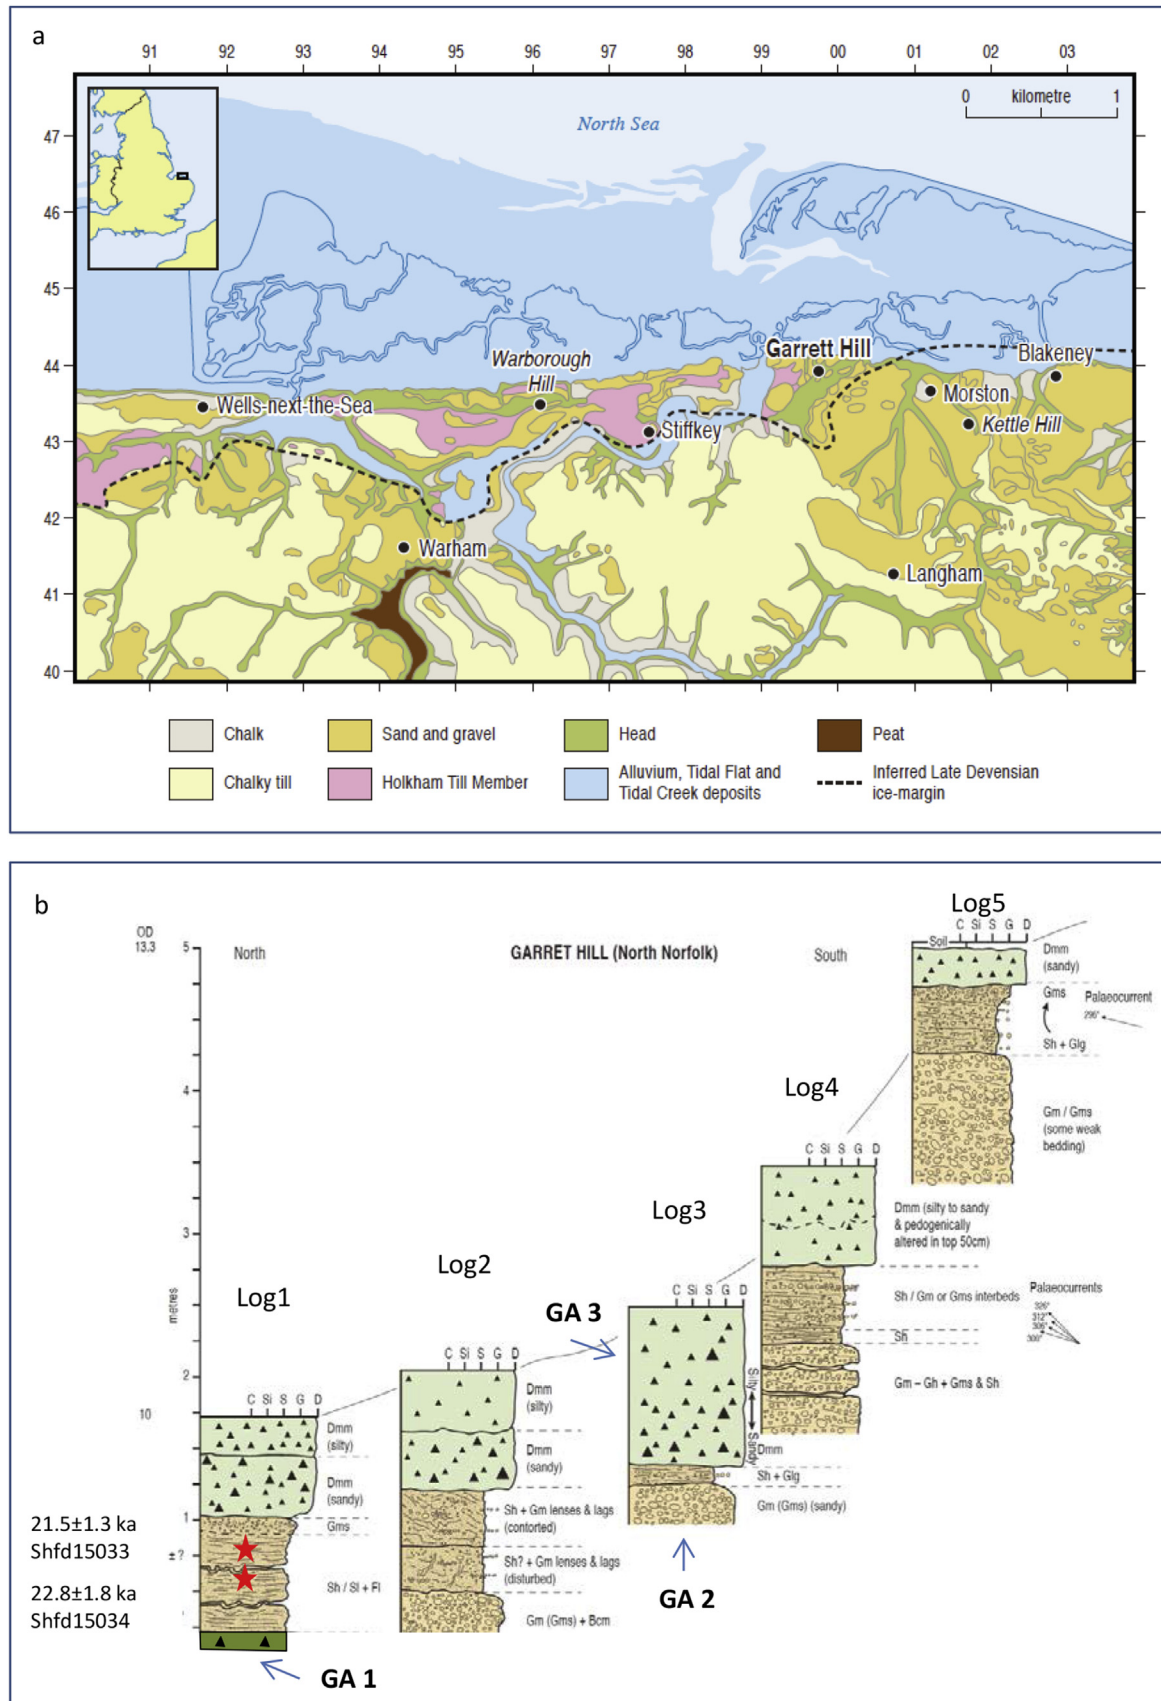 a
91 92 93 94 95 96 97 98 99 00 01 02 03
0 kilometre 1
North Sea
47
46
45
44
43
42
41
40
Garrett Hill
Blakeney
Warborough
Hill
Wells-next-the-Sea
Morston
Stiffkey
Kettle Hill
Warham
Langham
Chalk
Sand and gravel
Head
Peat
Chalky till
Holkham Till Member
Alluvium, Tidal Flat and
Tidal Creek deposits
Inferred Late Devensian
ice-margin
b
OD
13.3
5
North
GARRET HILL (North Norfolk)
South
4
3
2
1
10
metres
±?
Log5
C Si S G D
Soil
Dmm
(sandy)
Gms
Palaeocurrent
296°
Sh + Glg
Gm / Gms
(some weak
bedding)
Log4
C Si S G D
Dmm (silty to sandy
& pedogenically
altered in top 50cm)
Sh / Gm or Gms interbeds
Palaeocurrents
326°
312°
306°
300°
Sh
Gm – Gh + Gms & Sh
Log3
C Si S G D
GA 3
Silty
Sandy
Dmm
Sh + Glg
Gm (Gms) (sandy)
GA 2
Log2
C Si S G D
Dmm
(silty)
Dmm
(sandy)
Sh + Gm lenses & lags
(contorted)
Sh? + Gm lenses & lags
(disturbed)
Gm (Gms) + Bcm
Log1
C Si S G D
Dmm
(silty)
Dmm
(sandy)
Gms
Sh / Sl + Fl
21.5±1.3 ka
Shfd15033
22.8±1.8 ka
Shfd15034
GA 1